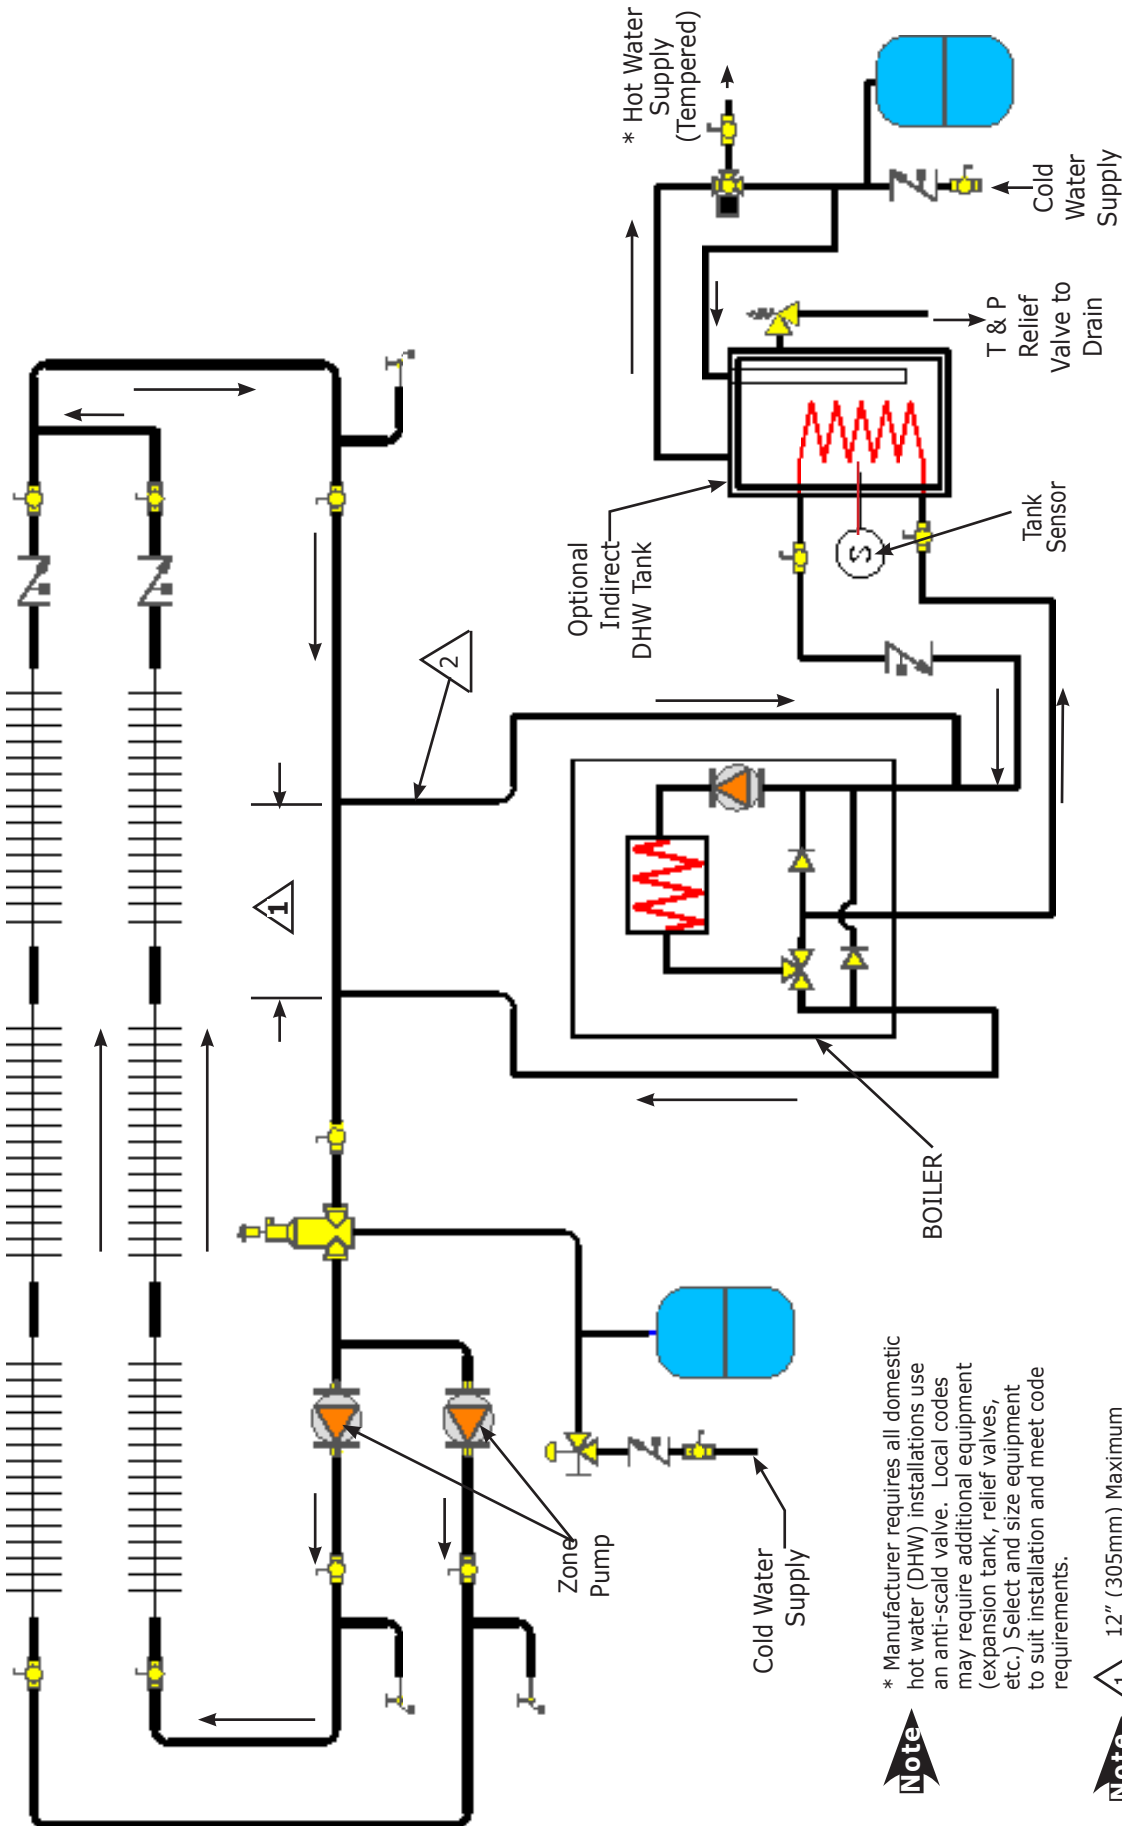 * Hot Water
Supply
(Tempered)
Cold
Water
Supply
T & P
Relief
Valve to
Drain
Optional
Indirect
DHW Tank
S
Tank
Sensor
2
1
BOILER
Zone
Pump
Cold Water
Supply
Note
* Manufacturer requires all domestic
hot water (DHW) installations use
an anti-scald valve.  Local codes
may require additional equipment
(expansion tank, relief valves,
etc.) Select and size equipment
to suit installation and meet code
requirements.
Note
1
12" (305mm) Maximum